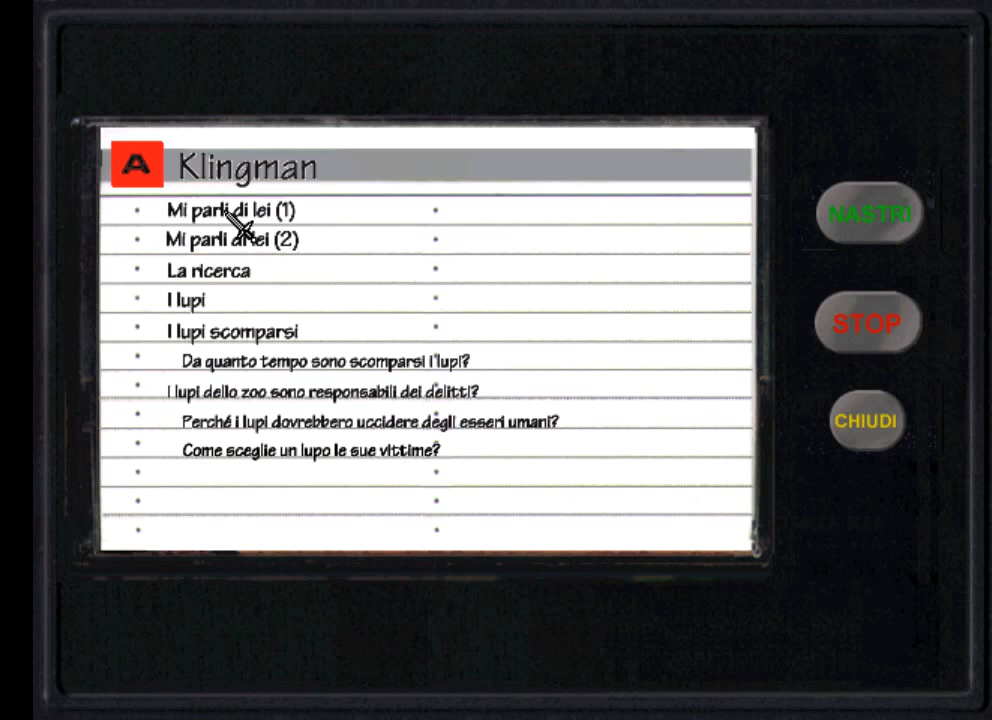 A Klingman
Mi parli di lei (1)
Mi parli di lei (2)
La ricerca
I lupi
I lupi scomparsi
Da quanto tempo sono scomparsi i lupi?
I lupi dello zoo sono responsabili dei delitti?
Perché i lupi dovrebbero uccidere degli esseri umani?
Come sceglie un lupo le sue vittime?
NASTRI
STOP
CHIUDI